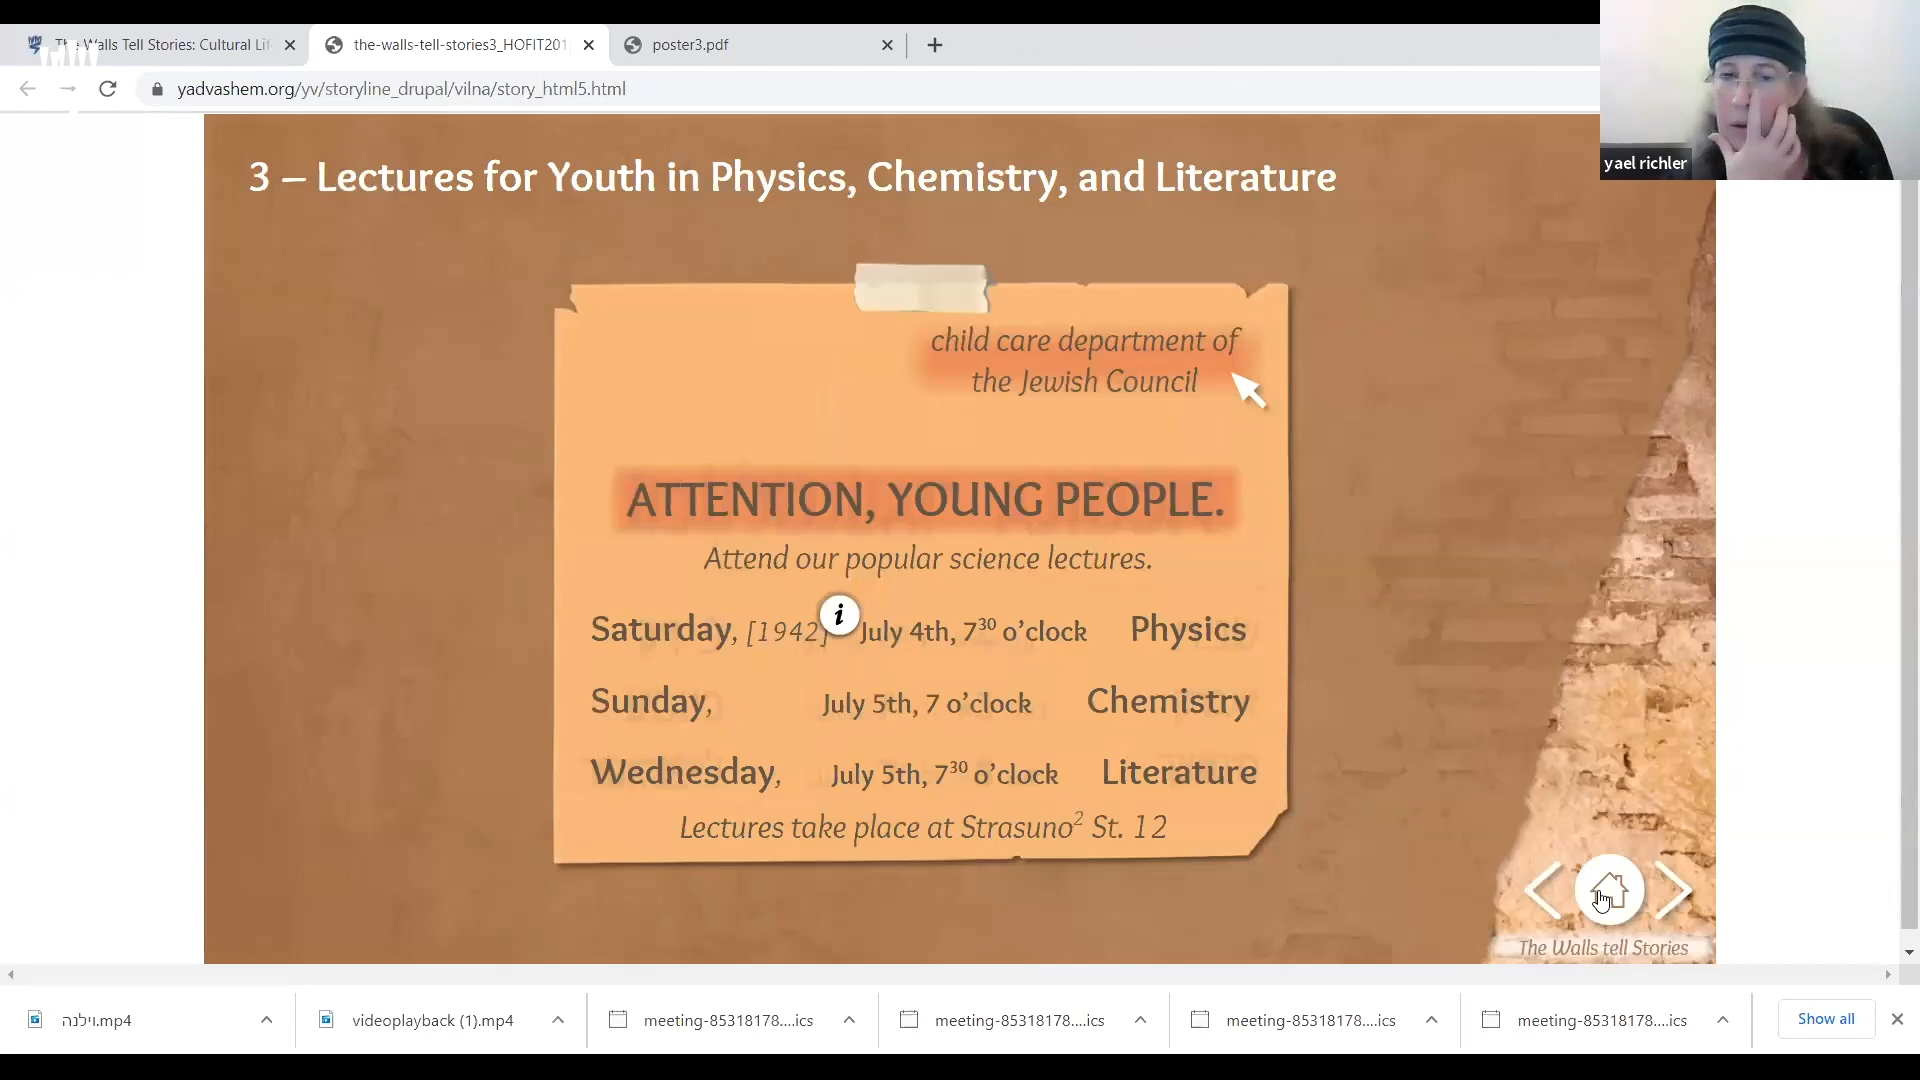 The Walls Tell Stories: Cultural Lif
the-walls-tell-stories3_HOFIT201
poster3.pdf
yadvashem.org/yv/storyline_drupal/vilna/story_html5.html
yael richler
3 – Lectures for Youth in Physics, Chemistry, and Literature
child care department of
the Jewish Council
ATTENTION, YOUNG PEOPLE.
Attend our popular science lectures.
i
Saturday, [1942] July 4th, 7³⁰ o’clock Physics
Sunday, July 5th, 7 o’clock Chemistry
Wednesday, July 5th, 7³⁰ o’clock Literature
Lectures take place at Strasuno² St. 12
The Walls tell Stories
וילנה.mp4
videoplayback (1).mp4
meeting-85318178....ics
meeting-85318178....ics
meeting-85318178....ics
meeting-85318178....ics
Show all